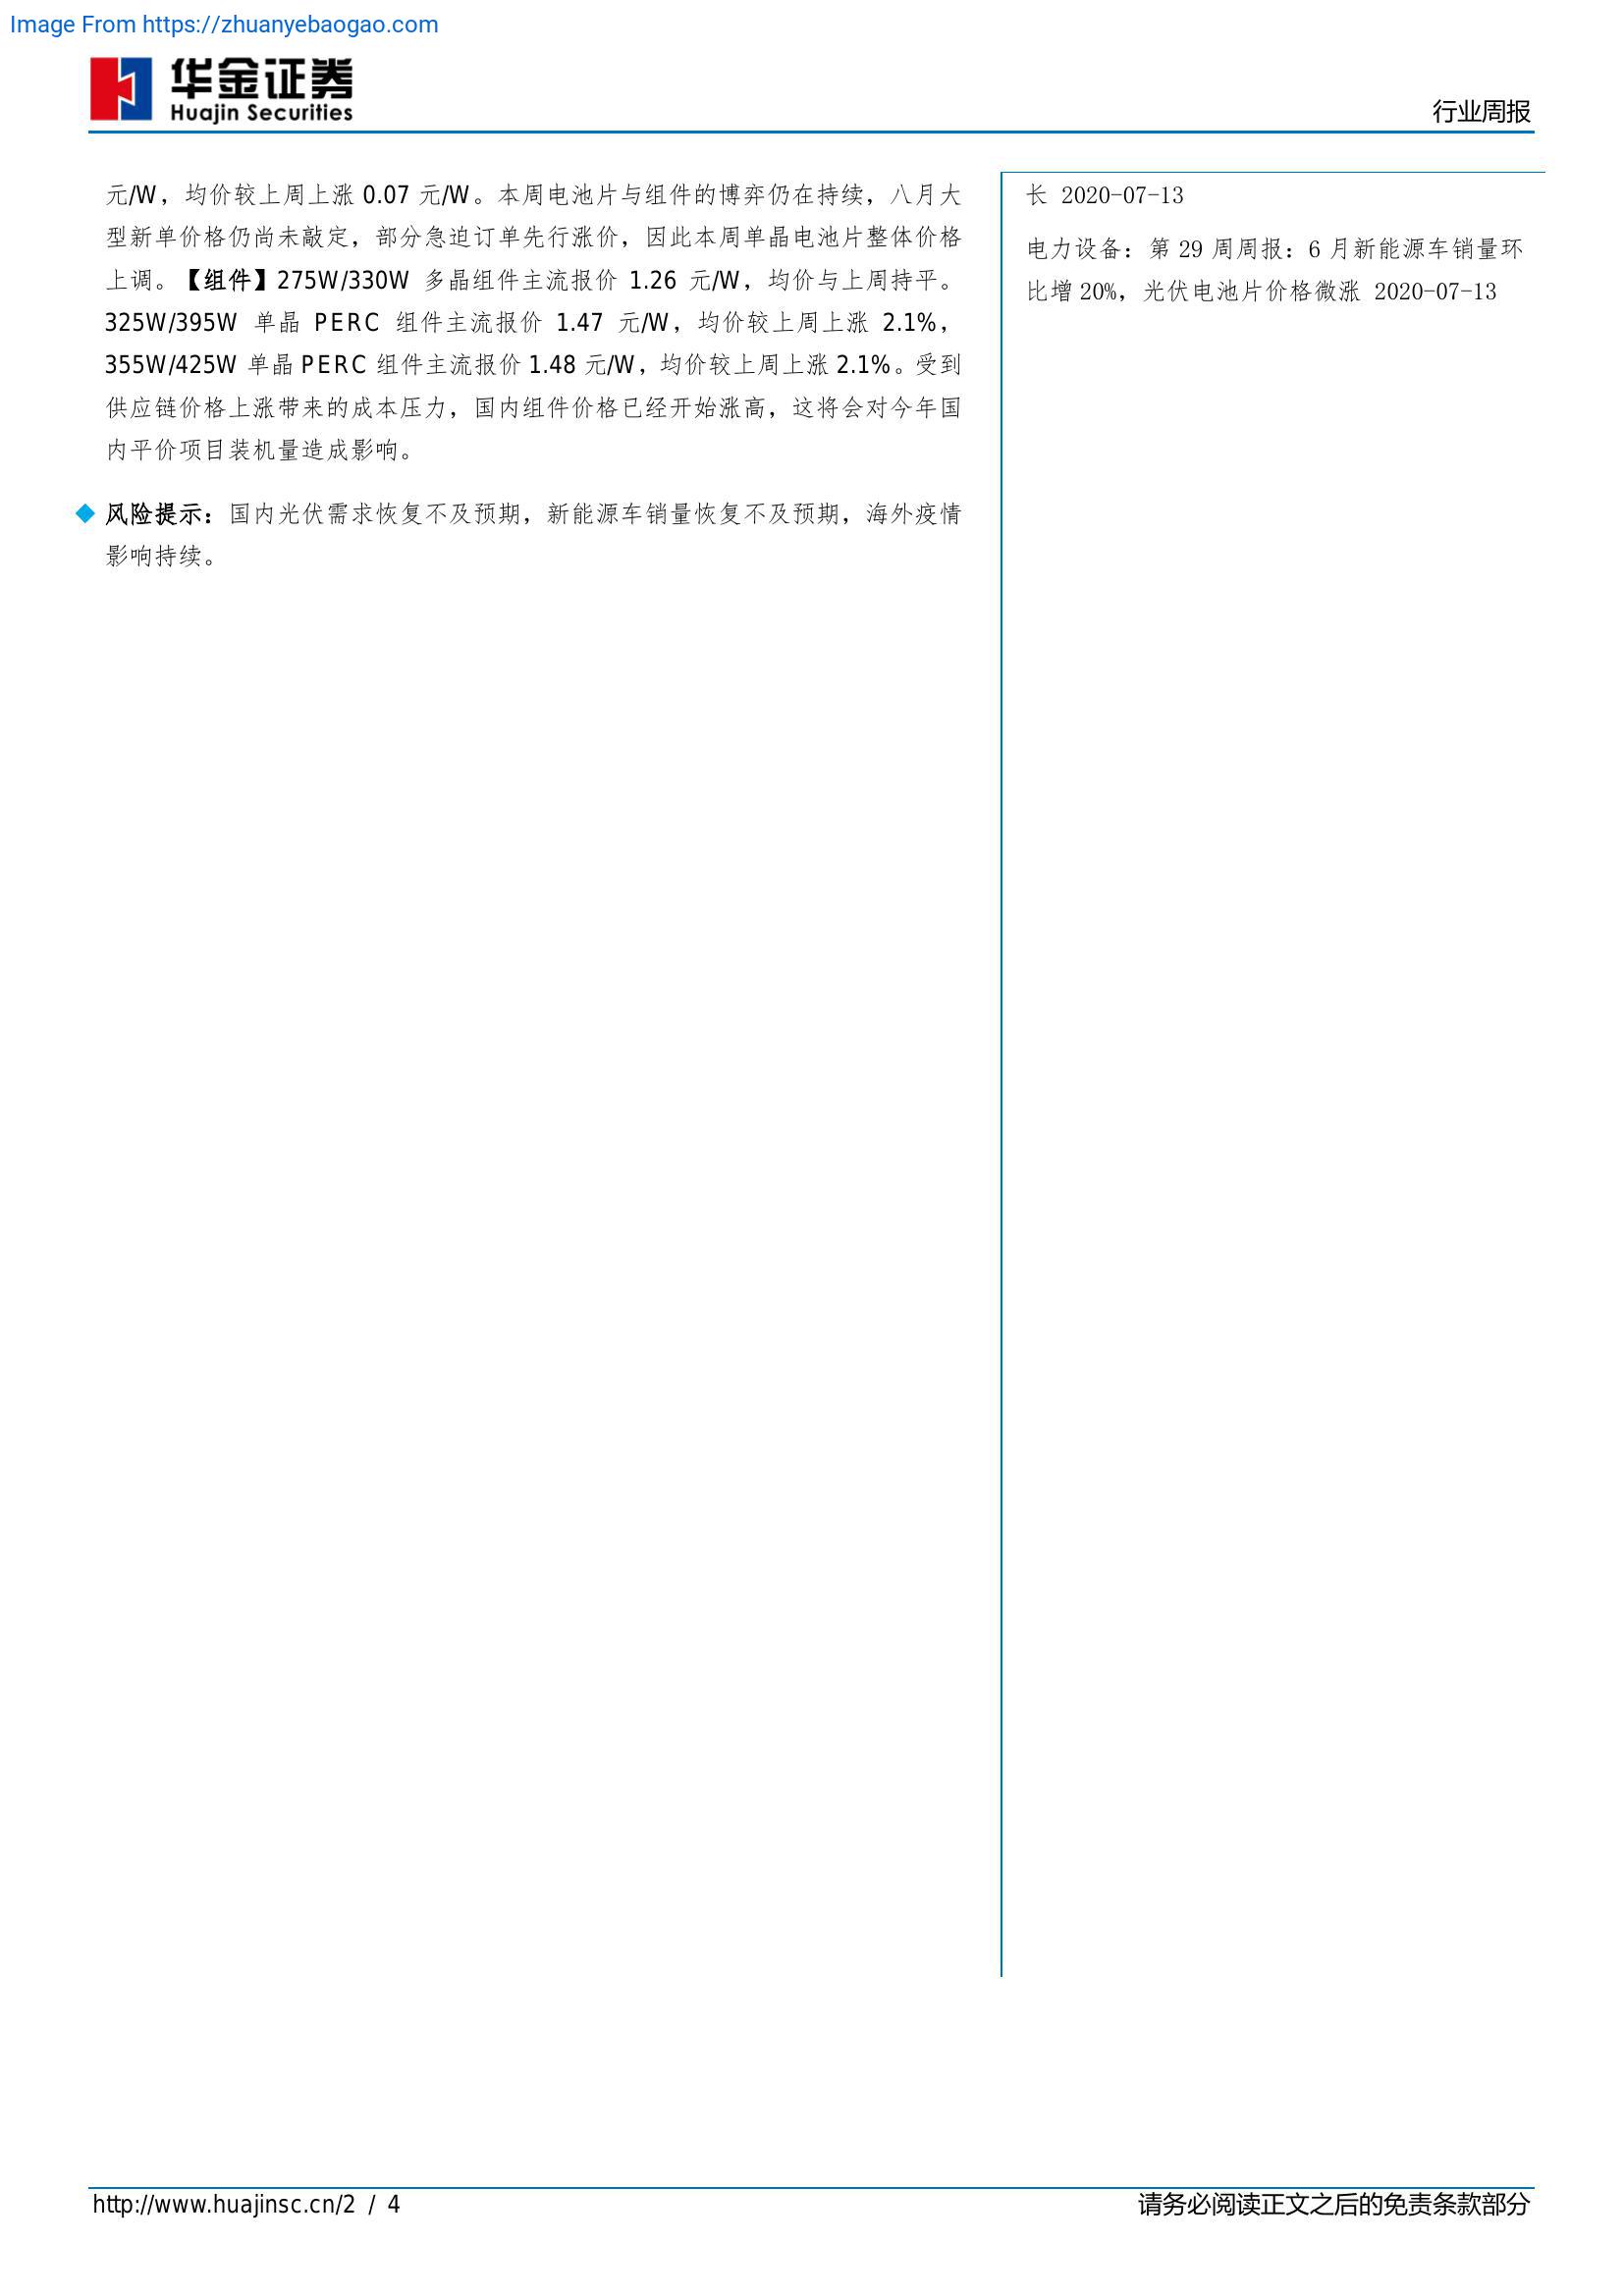 Image From https://zhuanyebaogao.com
华金证券
Huajin Securities
行业周报
元/W，均价较上周上涨 0.07 元/W。本周电池片与组件的博弈仍在持续，八月大
型新单价格仍尚未敲定，部分急迫订单先行涨价，因此本周单晶电池片整体价格
上调。【组件】275W/330W 多晶组件主流报价 1.26 元/W，均价与上周持平。
325W/395W 单晶 PERC 组件主流报价 1.47 元/W，均价较上周上涨 2.1%，
355W/425W 单晶 PERC 组件主流报价 1.48 元/W，均价较上周上涨 2.1%。受到
供应链价格上涨带来的成本压力，国内组件价格已经开始涨高，这将会对今年国
内平价项目装机量造成影响。
◆ 风险提示：国内光伏需求恢复不及预期，新能源车销量恢复不及预期，海外疫情
影响持续。
长 2020-07-13
电力设备：第 29 周周报：6 月新能源车销量环
比增 20%，光伏电池片价格微涨 2020-07-13
http://www.huajinsc.cn/2 / 4
请务必阅读正文之后的免责条款部分